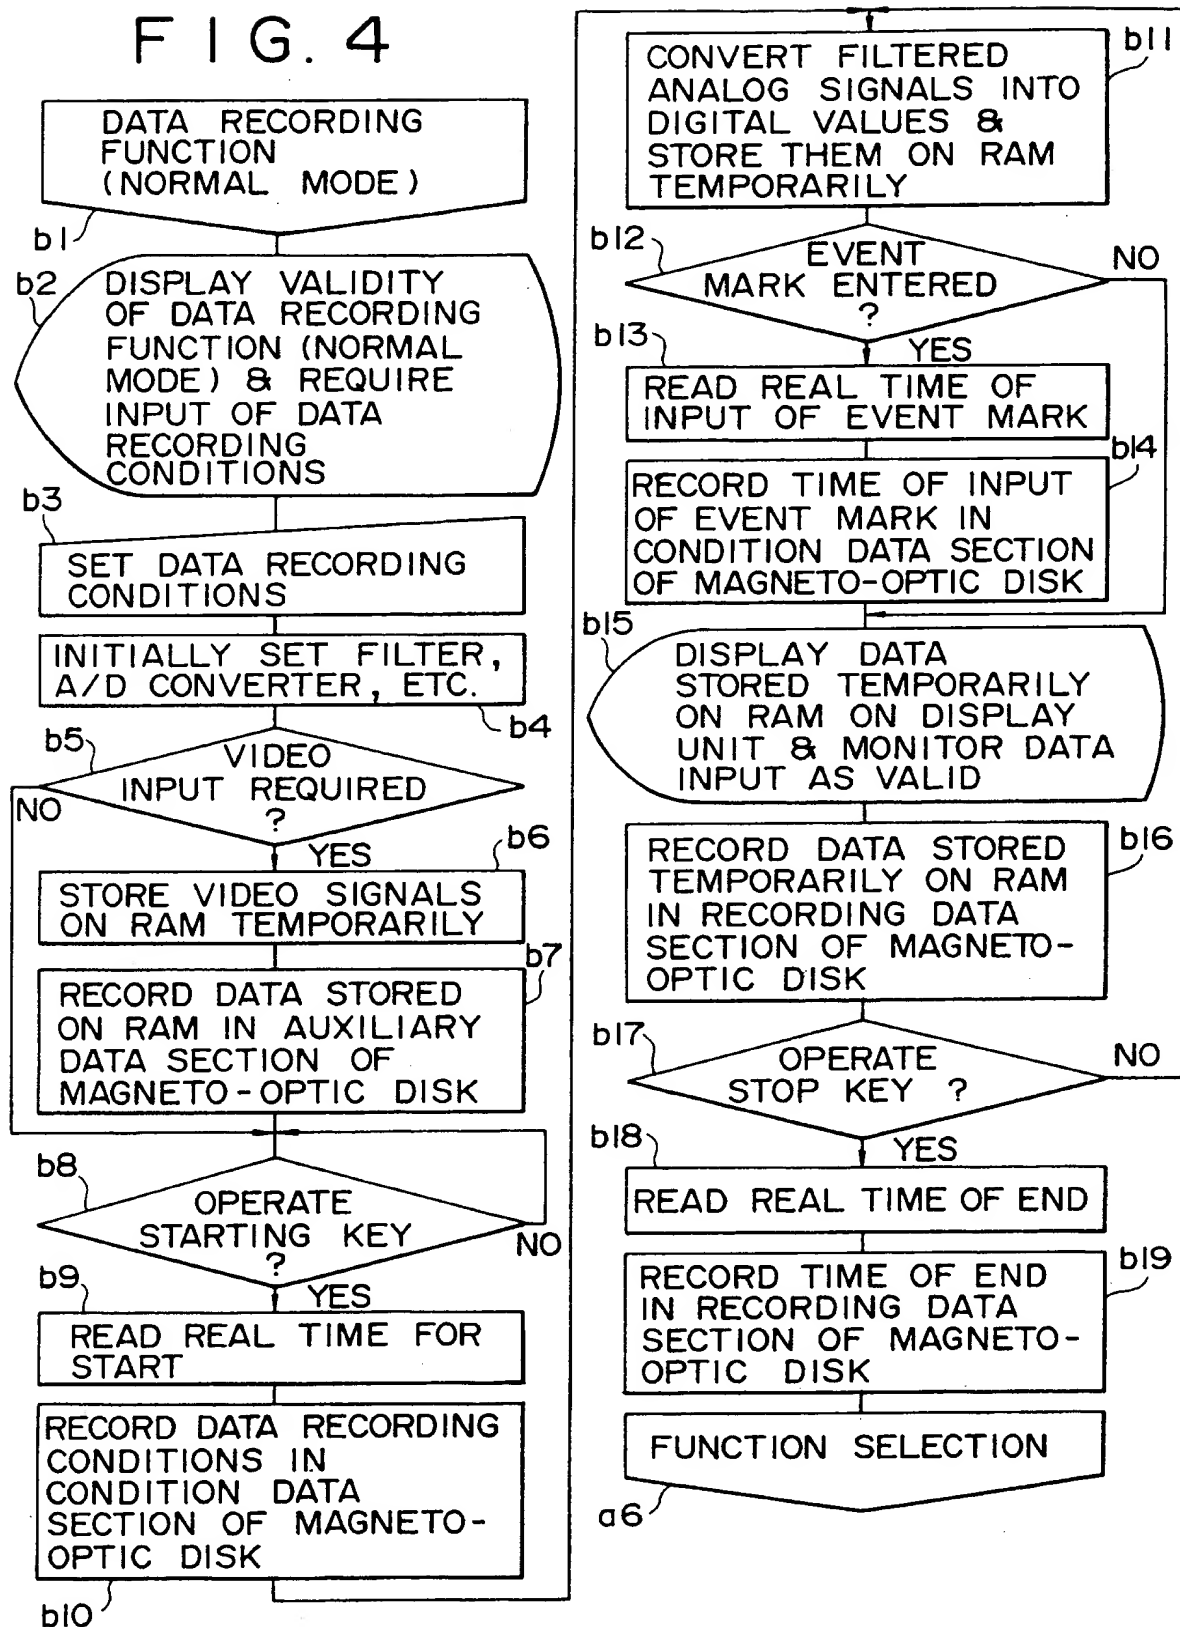 FIG. 4
DATA RECORDING
FUNCTION
(NORMAL MODE)
b1
b2
DISPLAY VALIDITY
OF DATA RECORDING
FUNCTION (NORMAL
MODE) & REQUIRE
INPUT OF DATA
RECORDING
CONDITIONS
b3
SET DATA RECORDING
CONDITIONS
INITIALLY SET FILTER,
A/D CONVERTER, ETC.
b4
b5
VIDEO
INPUT REQUIRED
?
NO
YES
b6
STORE VIDEO SIGNALS
ON RAM TEMPORARILY
b7
RECORD DATA STORED
ON RAM IN AUXILIARY
DATA SECTION OF
MAGNETO-OPTIC DISK
b8
OPERATE
STARTING KEY
?
NO
b9
YES
READ REAL TIME FOR
START
RECORD DATA RECORDING
CONDITIONS IN
CONDITION DATA
SECTION OF MAGNETO-
OPTIC DISK
b10
b11
CONVERT FILTERED
ANALOG SIGNALS INTO
DIGITAL VALUES &
STORE THEM ON RAM
TEMPORARILY
b12
EVENT
MARK ENTERED
?
NO
b13
YES
READ REAL TIME OF
INPUT OF EVENT MARK
b14
RECORD TIME OF INPUT
OF EVENT MARK IN
CONDITION DATA SECTION
OF MAGNETO-OPTIC DISK
b15
DISPLAY DATA
STORED TEMPORARILY
ON RAM ON DISPLAY
UNIT & MONITOR DATA
INPUT AS VALID
b16
RECORD DATA STORED
TEMPORARILY ON RAM
IN RECORDING DATA
SECTION OF MAGNETO-
OPTIC DISK
b17
OPERATE
STOP KEY ?
NO
b18
YES
READ REAL TIME OF END
b19
RECORD TIME OF END
IN RECORDING DATA
SECTION OF MAGNETO-
OPTIC DISK
FUNCTION SELECTION
a6